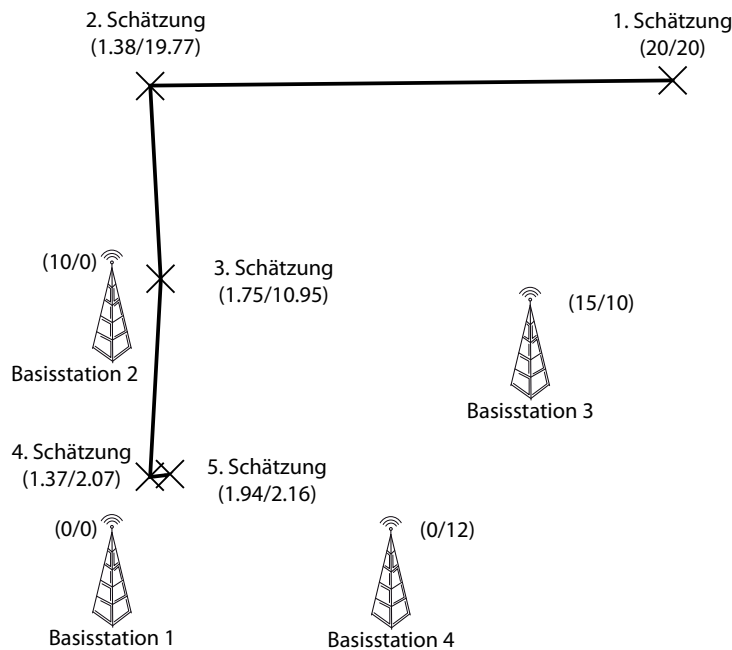 2. Schätzung
(1.38/19.77)
1. Schätzung
(20/20)
(10/0)
3. Schätzung
(1.75/10.95)
(15/10)
Basisstation 2
Basisstation 3
4. Schätzung
(1.37/2.07)
5. Schätzung
(1.94/2.16)
(0/0)
(0/12)
Basisstation 1
Basisstation 4